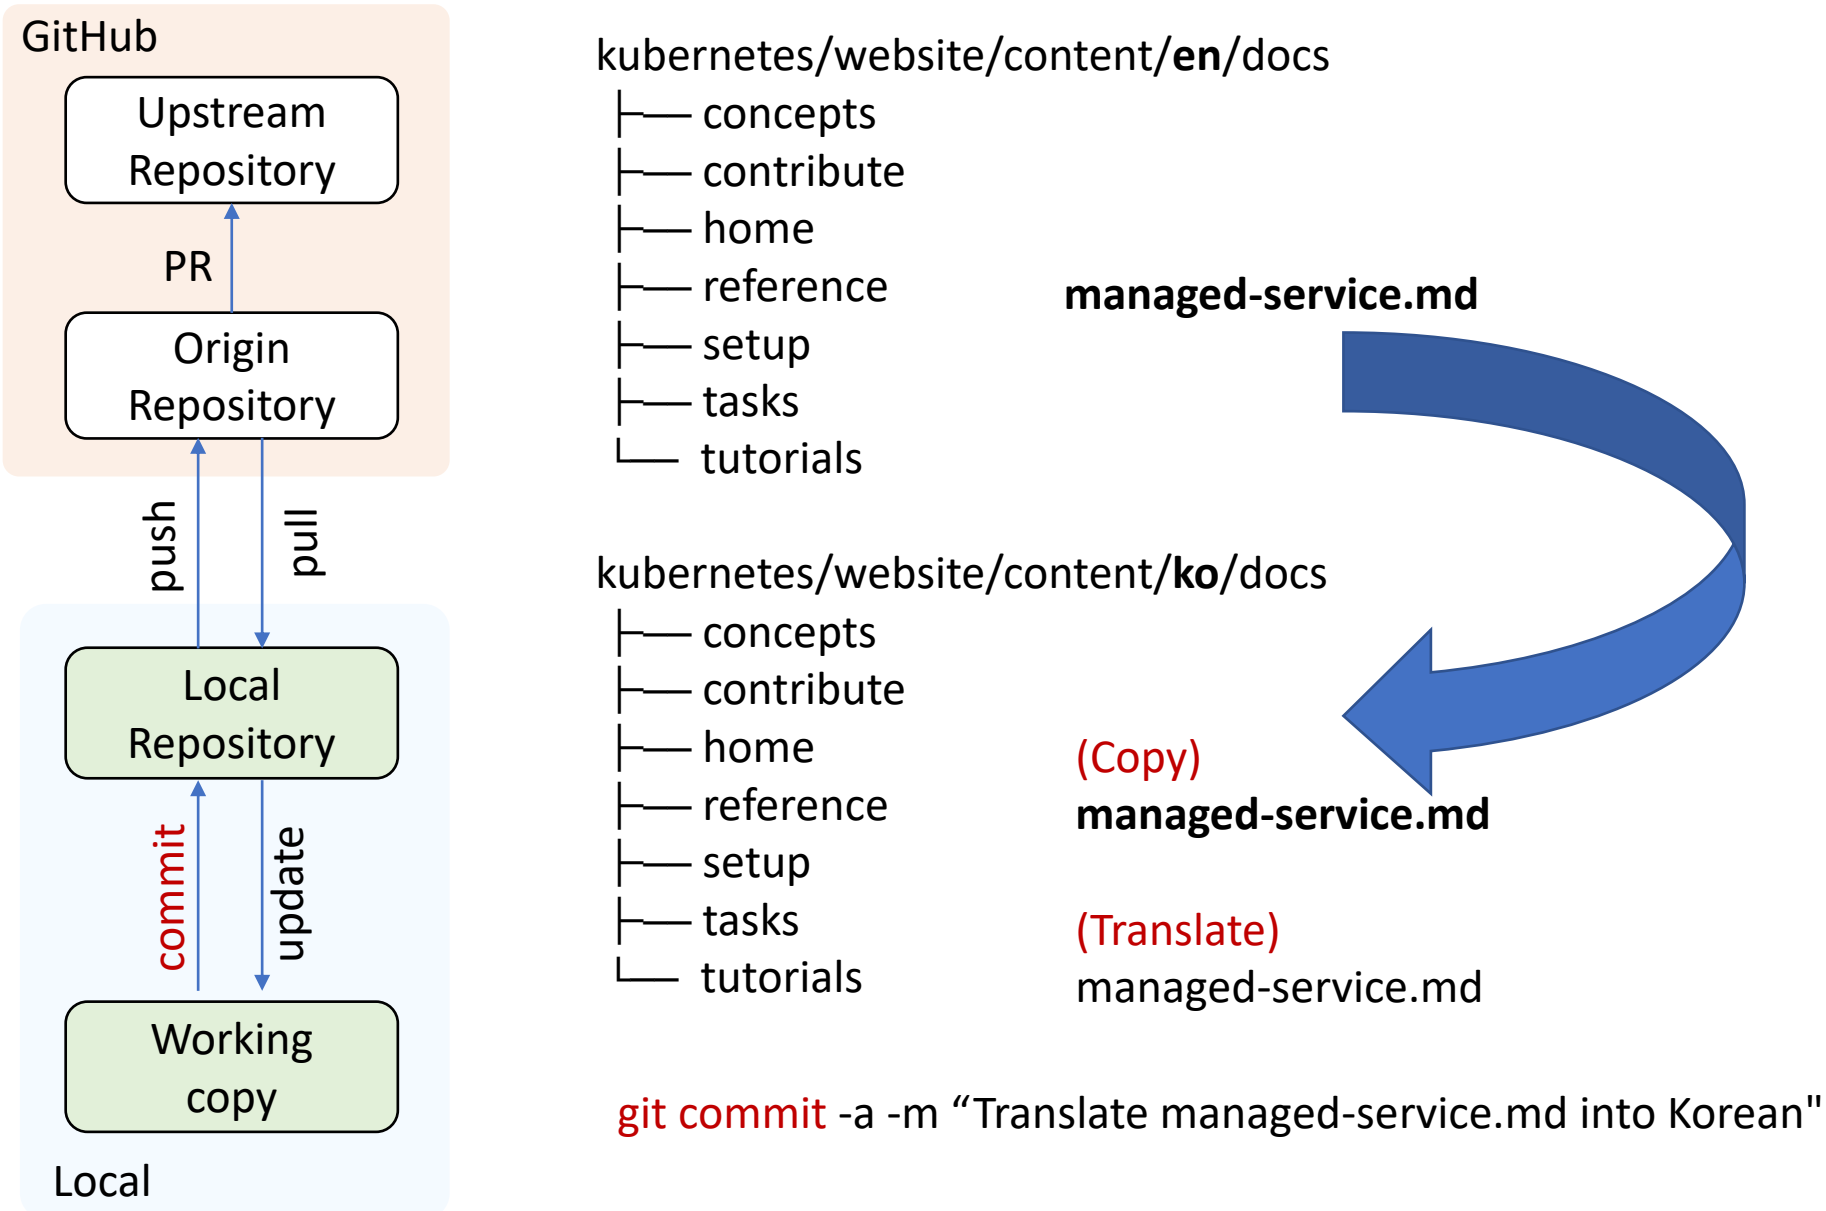 GitHub
Upstream
Repository
PR
Origin
Repository
push
pull
Local
Repository
commit
update
Working
copy
Local
kubernetes/website/content/en/docs
├── concepts
├── contribute
├── home
├── reference
├── setup
├── tasks
└── tutorials
managed-service.md
kubernetes/website/content/ko/docs
├── concepts
├── contribute
├── home
├── reference
├── setup
├── tasks
└── tutorials
(Copy)
managed-service.md
(Translate)
managed-service.md
git commit -a -m “Translate managed-service.md into Korean"